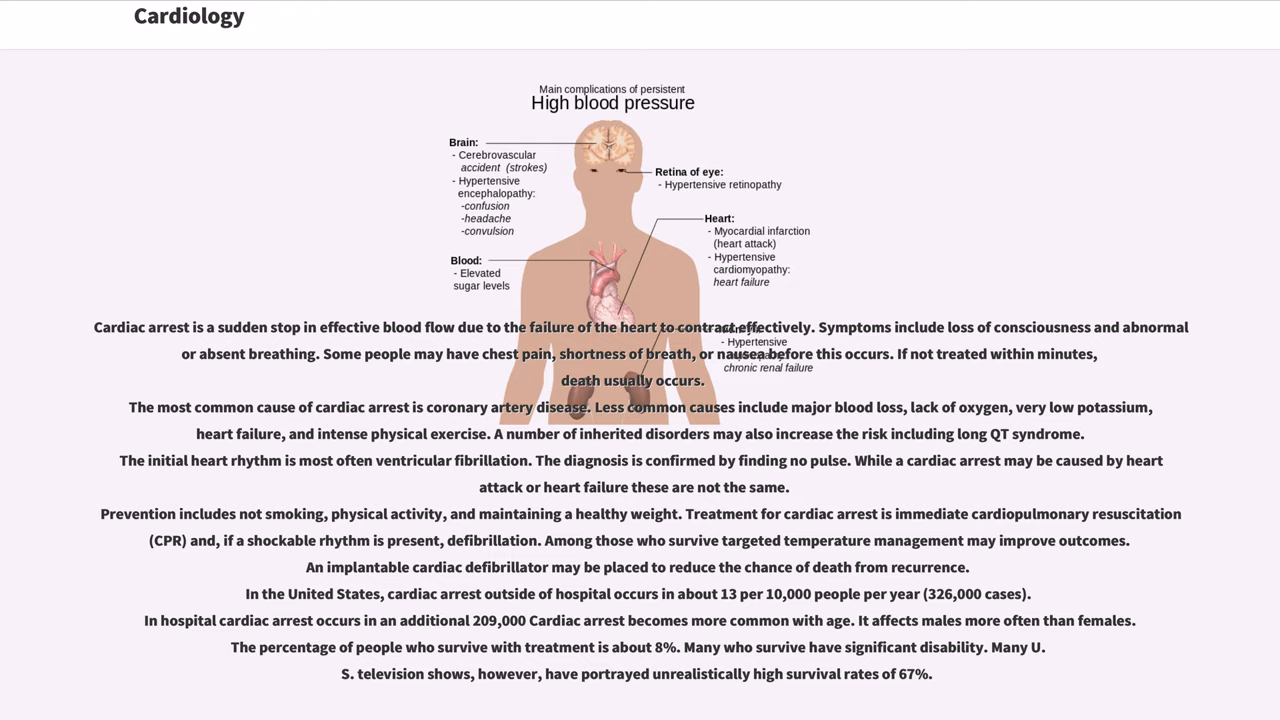 Cardiology
Main complications of persistent
High blood pressure
Brain:
- Cerebrovascular
accident (strokes)
- Hypertensive
encephalopathy:
-confusion
-headache
-convulsion
Retina of eye:
- Hypertensive retinopathy
Heart:
- Myocardial infarction
(heart attack)
- Hypertensive
cardiomyopathy:
heart failure
Blood:
- Elevated
sugar levels
- Hypertensive
chronic renal failure
Cardiac arrest is a sudden stop in effective blood flow due to the failure of the heart to contract effectively. Symptoms include loss of consciousness and abnormal
or absent breathing. Some people may have chest pain, shortness of breath, or nausea before this occurs. If not treated within minutes,
death usually occurs.
The most common cause of cardiac arrest is coronary artery disease. Less common causes include major blood loss, lack of oxygen, very low potassium,
heart failure, and intense physical exercise. A number of inherited disorders may also increase the risk including long QT syndrome.
The initial heart rhythm is most often ventricular fibrillation. The diagnosis is confirmed by finding no pulse. While a cardiac arrest may be caused by heart
attack or heart failure these are not the same.
Prevention includes not smoking, physical activity, and maintaining a healthy weight. Treatment for cardiac arrest is immediate cardiopulmonary resuscitation
(CPR) and, if a shockable rhythm is present, defibrillation. Among those who survive targeted temperature management may improve outcomes.
An implantable cardiac defibrillator may be placed to reduce the chance of death from recurrence.
In the United States, cardiac arrest outside of hospital occurs in about 13 per 10,000 people per year (326,000 cases).
In hospital cardiac arrest occurs in an additional 209,000 Cardiac arrest becomes more common with age. It affects males more often than females.
The percentage of people who survive with treatment is about 8%. Many who survive have significant disability. Many U.
S. television shows, however, have portrayed unrealistically high survival rates of 67%.